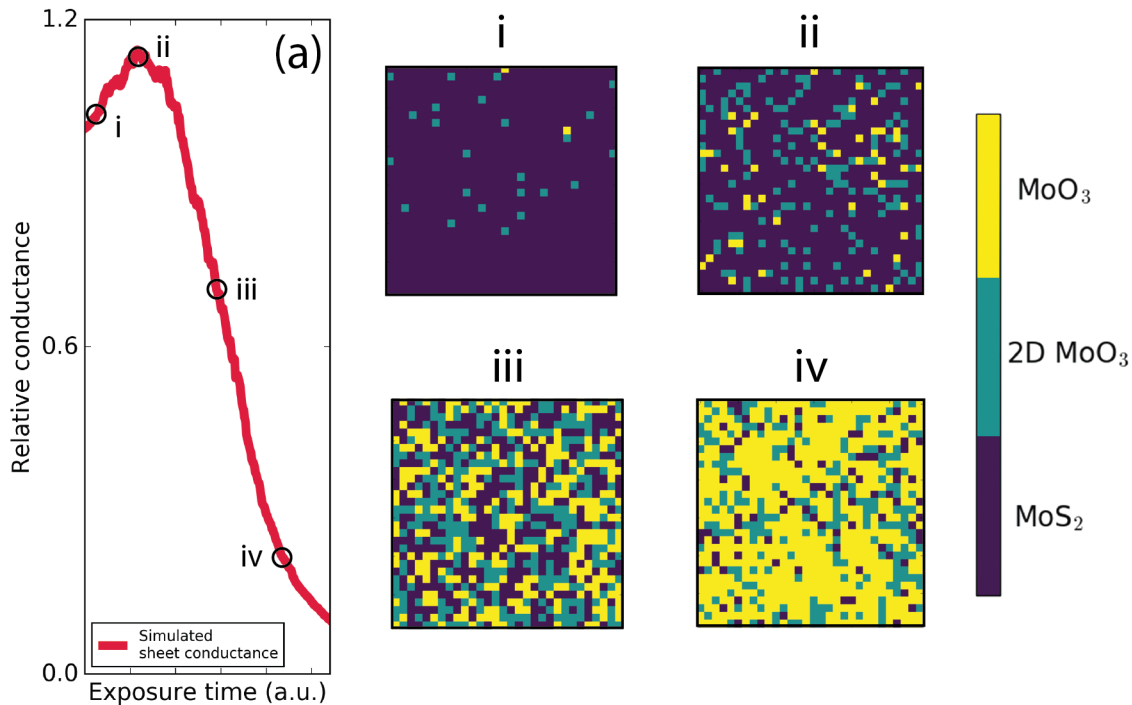 1.2
(a)
ii
i
Relative conductance
0.6
iii
iv
Simulated
sheet conductance
0.0
Exposure time (a.u.)
i
ii
iii
iv
MoO₃
2D MoO₃
MoS₂